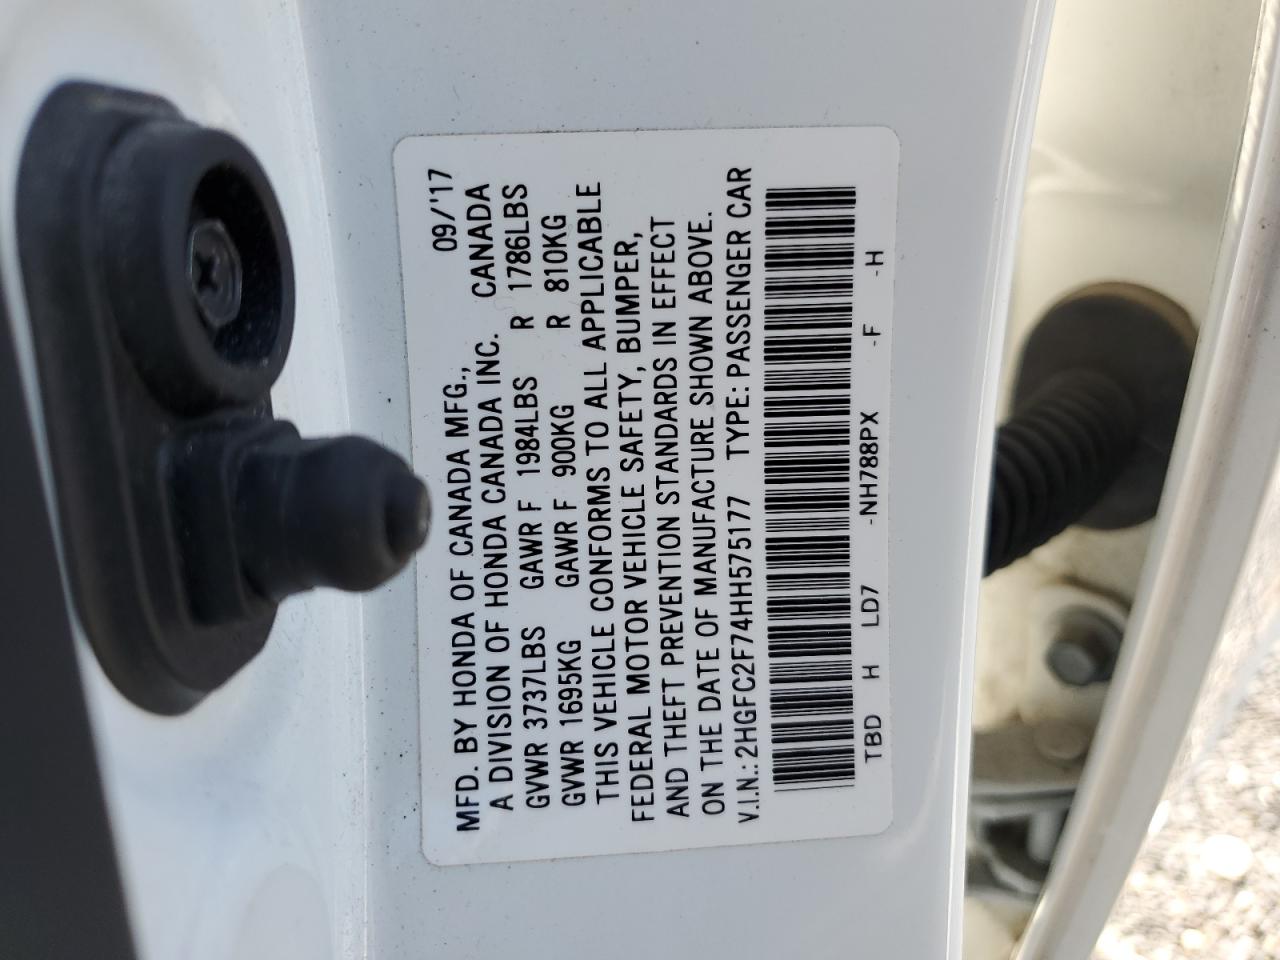 MFD. BY HONDA OF CANADA MFG., 09/'17
A DIVISION OF HONDA CANADA INC. CANADA
GVWR 3737LBS GAWR F 1984LBS R 1786LBS
GVWR 1695KG GAWR F 900KG R 810KG
THIS VEHICLE CONFORMS TO ALL APPLICABLE
FEDERAL MOTOR VEHICLE SAFETY, BUMPER,
AND THEFT PREVENTION STANDARDS IN EFFECT
ON THE DATE OF MANUFACTURE SHOWN ABOVE.
V.I.N.: 2HGFC2F74HH575177 TYPE: PASSENGER CAR
TBD H LD7 -NH788PX -F -H